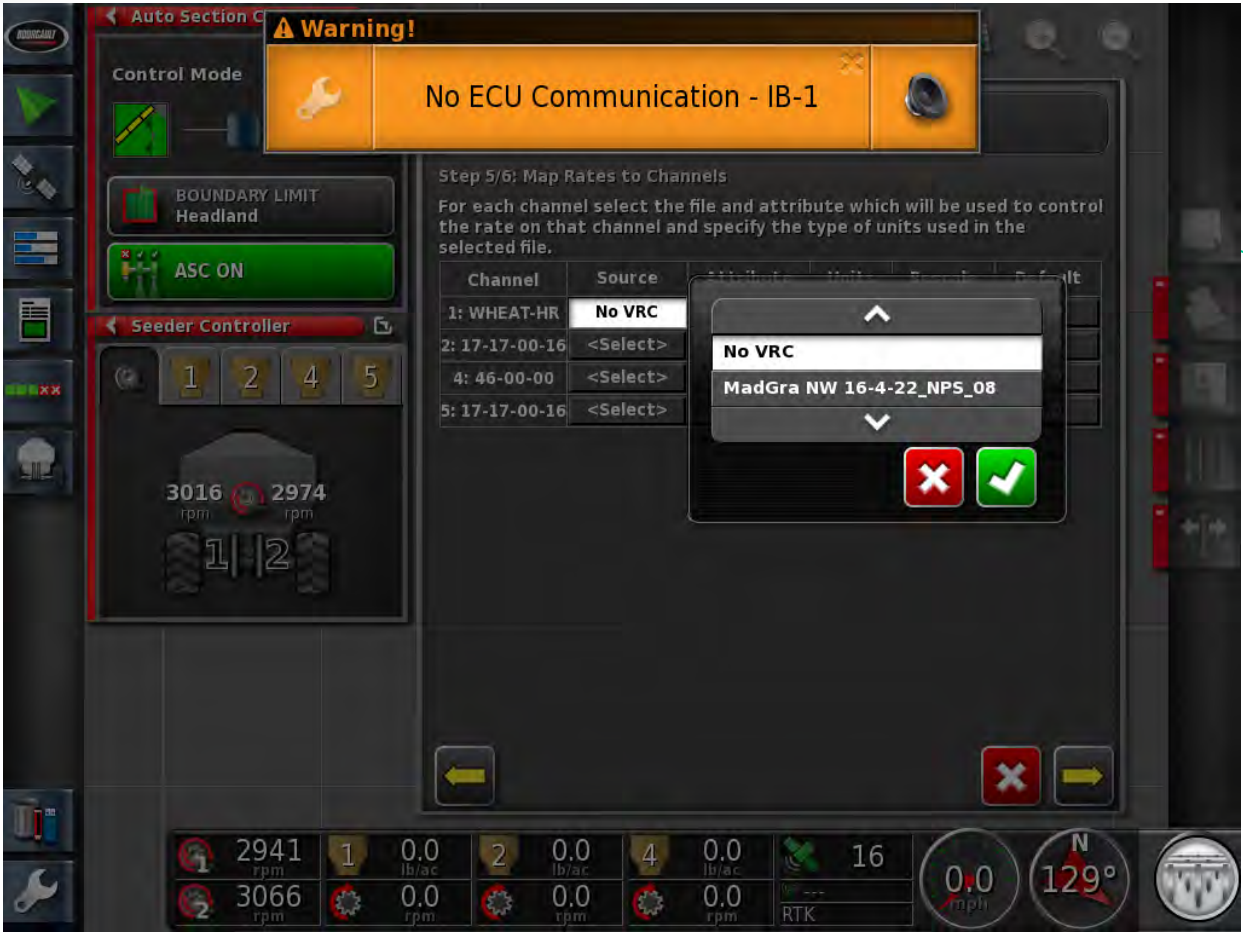 BOURGAULT
Auto Section C
Warning!
No ECU Communication - IB-1
Control Mode
BOUNDARY LIMIT
Headland
ASC ON
Step 5/6: Map Rates to Channels
For each channel select the file and attribute which will be used to control
the rate on that channel and specify the type of units used in the
selected file.
Channel Source Attribute Units
1: WHEAT-HR No VRC
2: 17-17-00-16 <Select>
4: 46-00-00 <Select>
5: 17-17-00-16 <Select>
No VRC
MadGra NW 16-4-22_NPS_08
Seeder Controller
1 2 4 5
3016 2974
rpm rpm
1 2
1 2941 rpm 1 0.0 lb/ac 2 0.0 lb/ac 4 0.0 lb/ac 16
2 3066 rpm 0.0 rpm 0.0 rpm 0.0 rpm ---
RTK
0.0
mph
N
129°